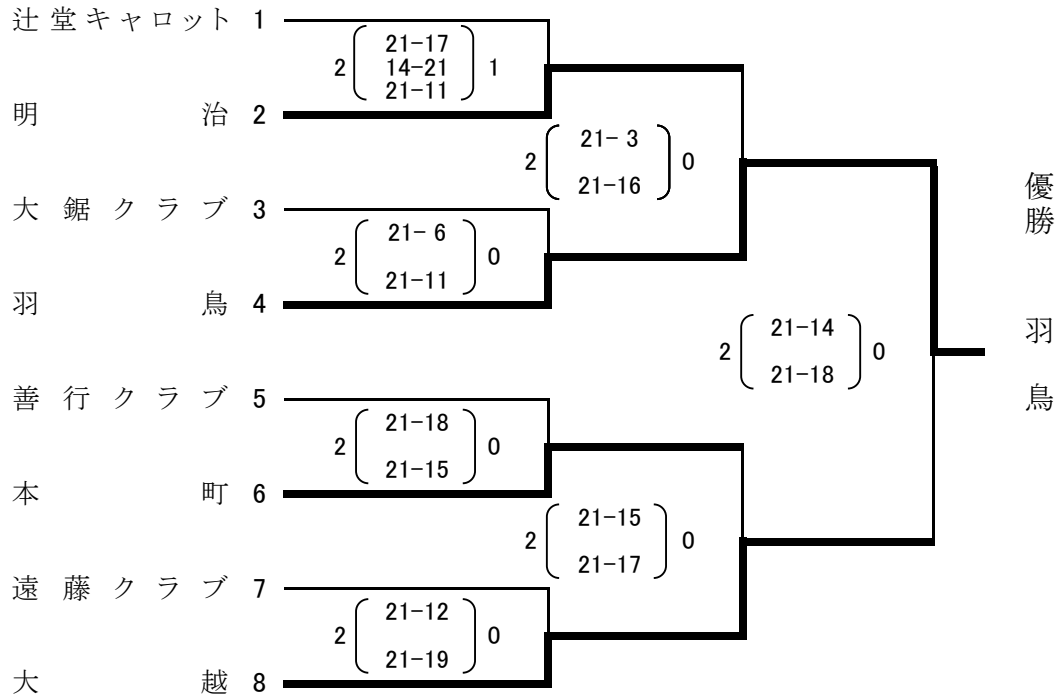 辻堂キャロット 1
2 21-17 1
14-21
21-11
明治 2
2 21- 3 0
21-16
大鋸クラブ 3
2 21- 6 0
21-11
羽鳥 4
2 21-14 0
21-18
善行クラブ 5
2 21-18 0
21-15
本町 6
2 21-15 0
21-17
遠藤クラブ 7
2 21-12 0
21-19
大越 8
優勝 羽鳥